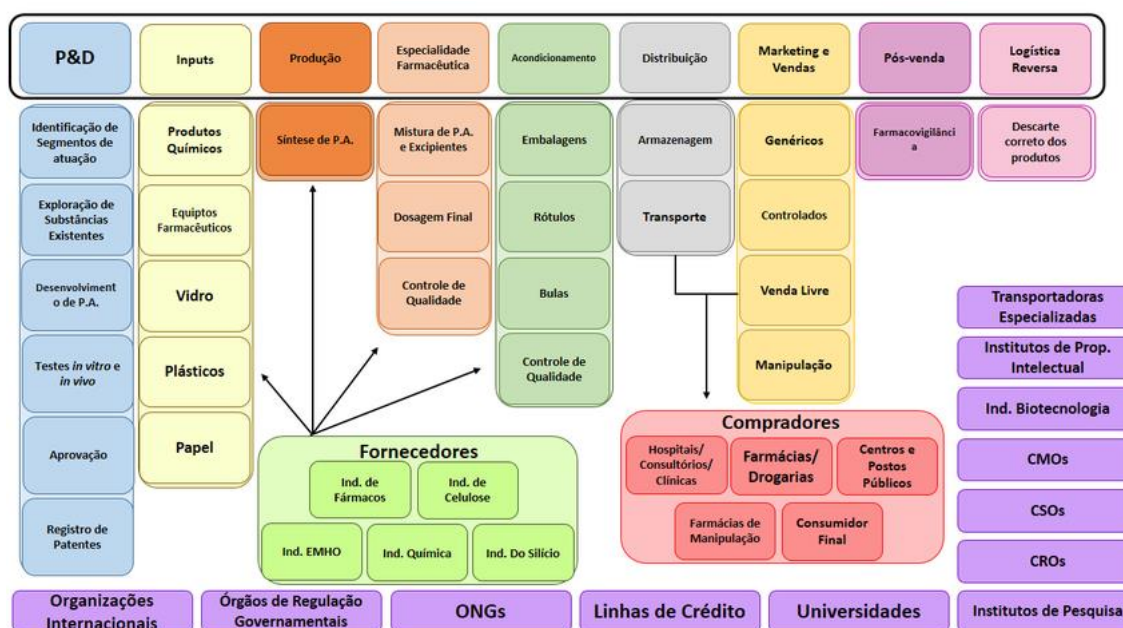 P&D
Inputs
Produção
Especialidade
Farmacêutica
Acondicionamento
Distribuição
Marketing e
Vendas
Pós-venda
Logística
Reversa
Identificação de
Segmentos de
atuação
Exploração de
Substâncias
Existentes
Desenvolviment
o de P.A.
Testes in vitro e
in vivo
Aprovação
Registro de
Patentes
Produtos
Químicos
Equiptos
Farmacêuticos
Vidro
Plásticos
Papel
Síntese de P.A.
Mistura de P.A.
e Excipientes
Dosagem Final
Controle de
Qualidade
Embalagens
Rótulos
Bulas
Controle de
Qualidade
Armazenagem
Transporte
Genéricos
Controlados
Venda Livre
Manipulação
Farmacovigilânci
a
Descarte
correto dos
produtos
Fornecedores
Ind. de
Fármacos
Ind. de
Celulose
Ind. EMHO
Ind. Química
Ind. Do Silício
Compradores
Hospitais/
Consultórios/
Clínicas
Farmácias/
Drogarias
Centros e
Postos
Públicos
Farmácias de
Manipulação
Consumidor
Final
Transportadoras
Especializadas
Institutos de Prop.
Intelectual
Ind. Biotecnologia
CMOs
CSOs
CROs
Organizações
Internacionais
Órgãos de Regulação
Governamentais
ONGs
Linhas de Crédito
Universidades
Institutos de Pesquisa